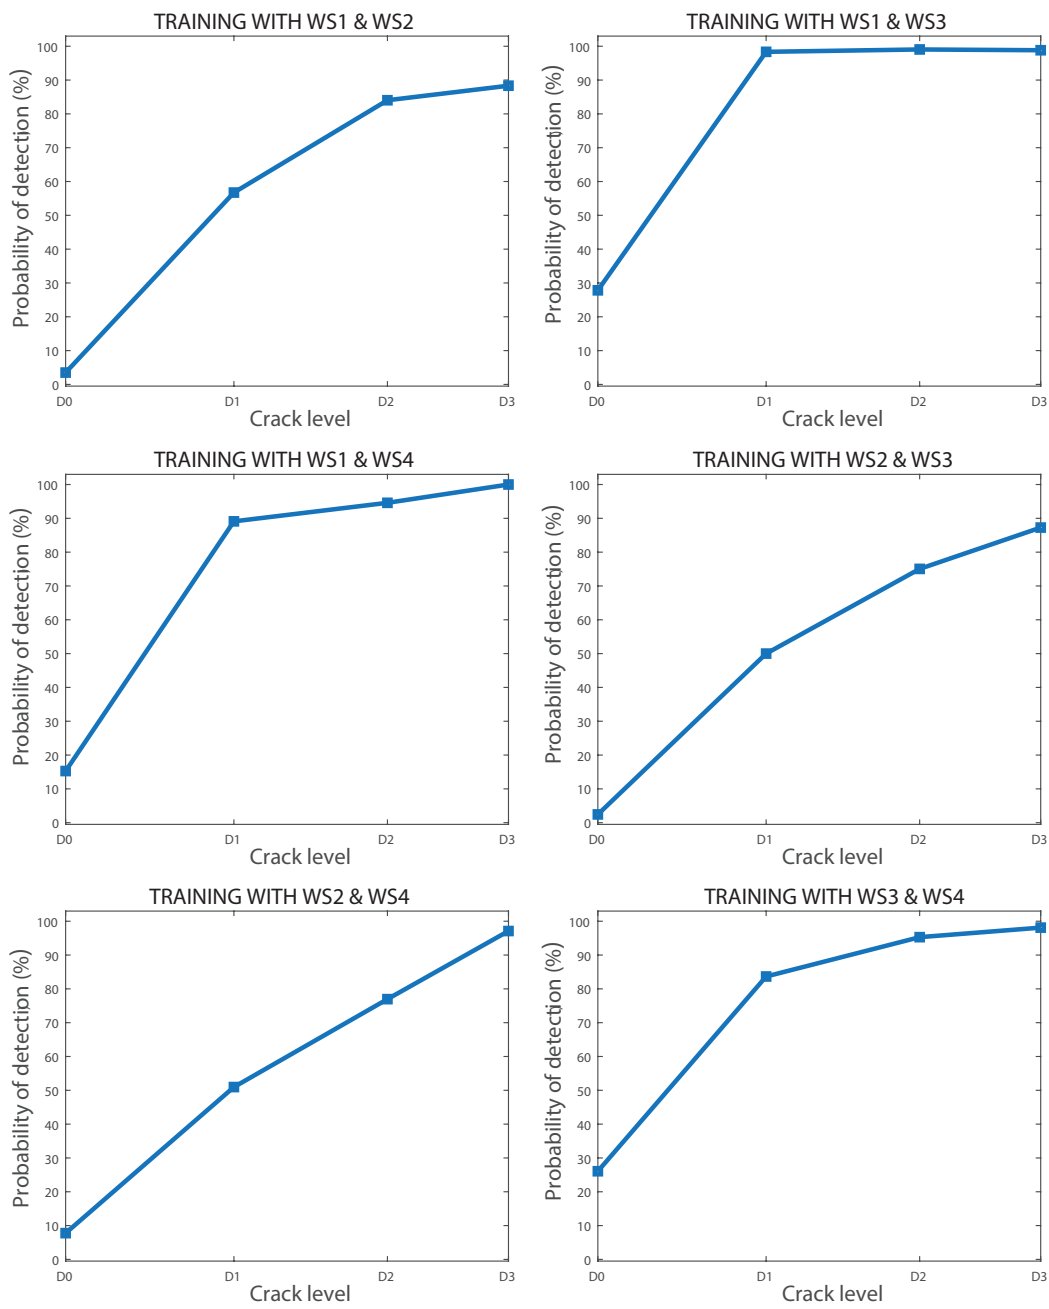 TRAINING WITH WS1 & WS2
Probability of detection (%)
100
90
80
70
60
50
40
30
20
10
0
D0 D1 D2 D3
Crack level
TRAINING WITH WS1 & WS3
Probability of detection (%)
100
90
80
70
60
50
40
30
20
10
0
D0 D1 D2 D3
Crack level
TRAINING WITH WS1 & WS4
Probability of detection (%)
100
90
80
70
60
50
40
30
20
10
0
D0 D1 D2 D3
Crack level
TRAINING WITH WS2 & WS3
Probability of detection (%)
100
90
80
70
60
50
40
30
20
10
0
D0 D1 D2 D3
Crack level
TRAINING WITH WS2 & WS4
Probability of detection (%)
100
90
80
70
60
50
40
30
20
10
0
D0 D1 D2 D3
Crack level
TRAINING WITH WS3 & WS4
Probability of detection (%)
100
90
80
70
60
50
40
30
20
10
0
D0 D1 D2 D3
Crack level